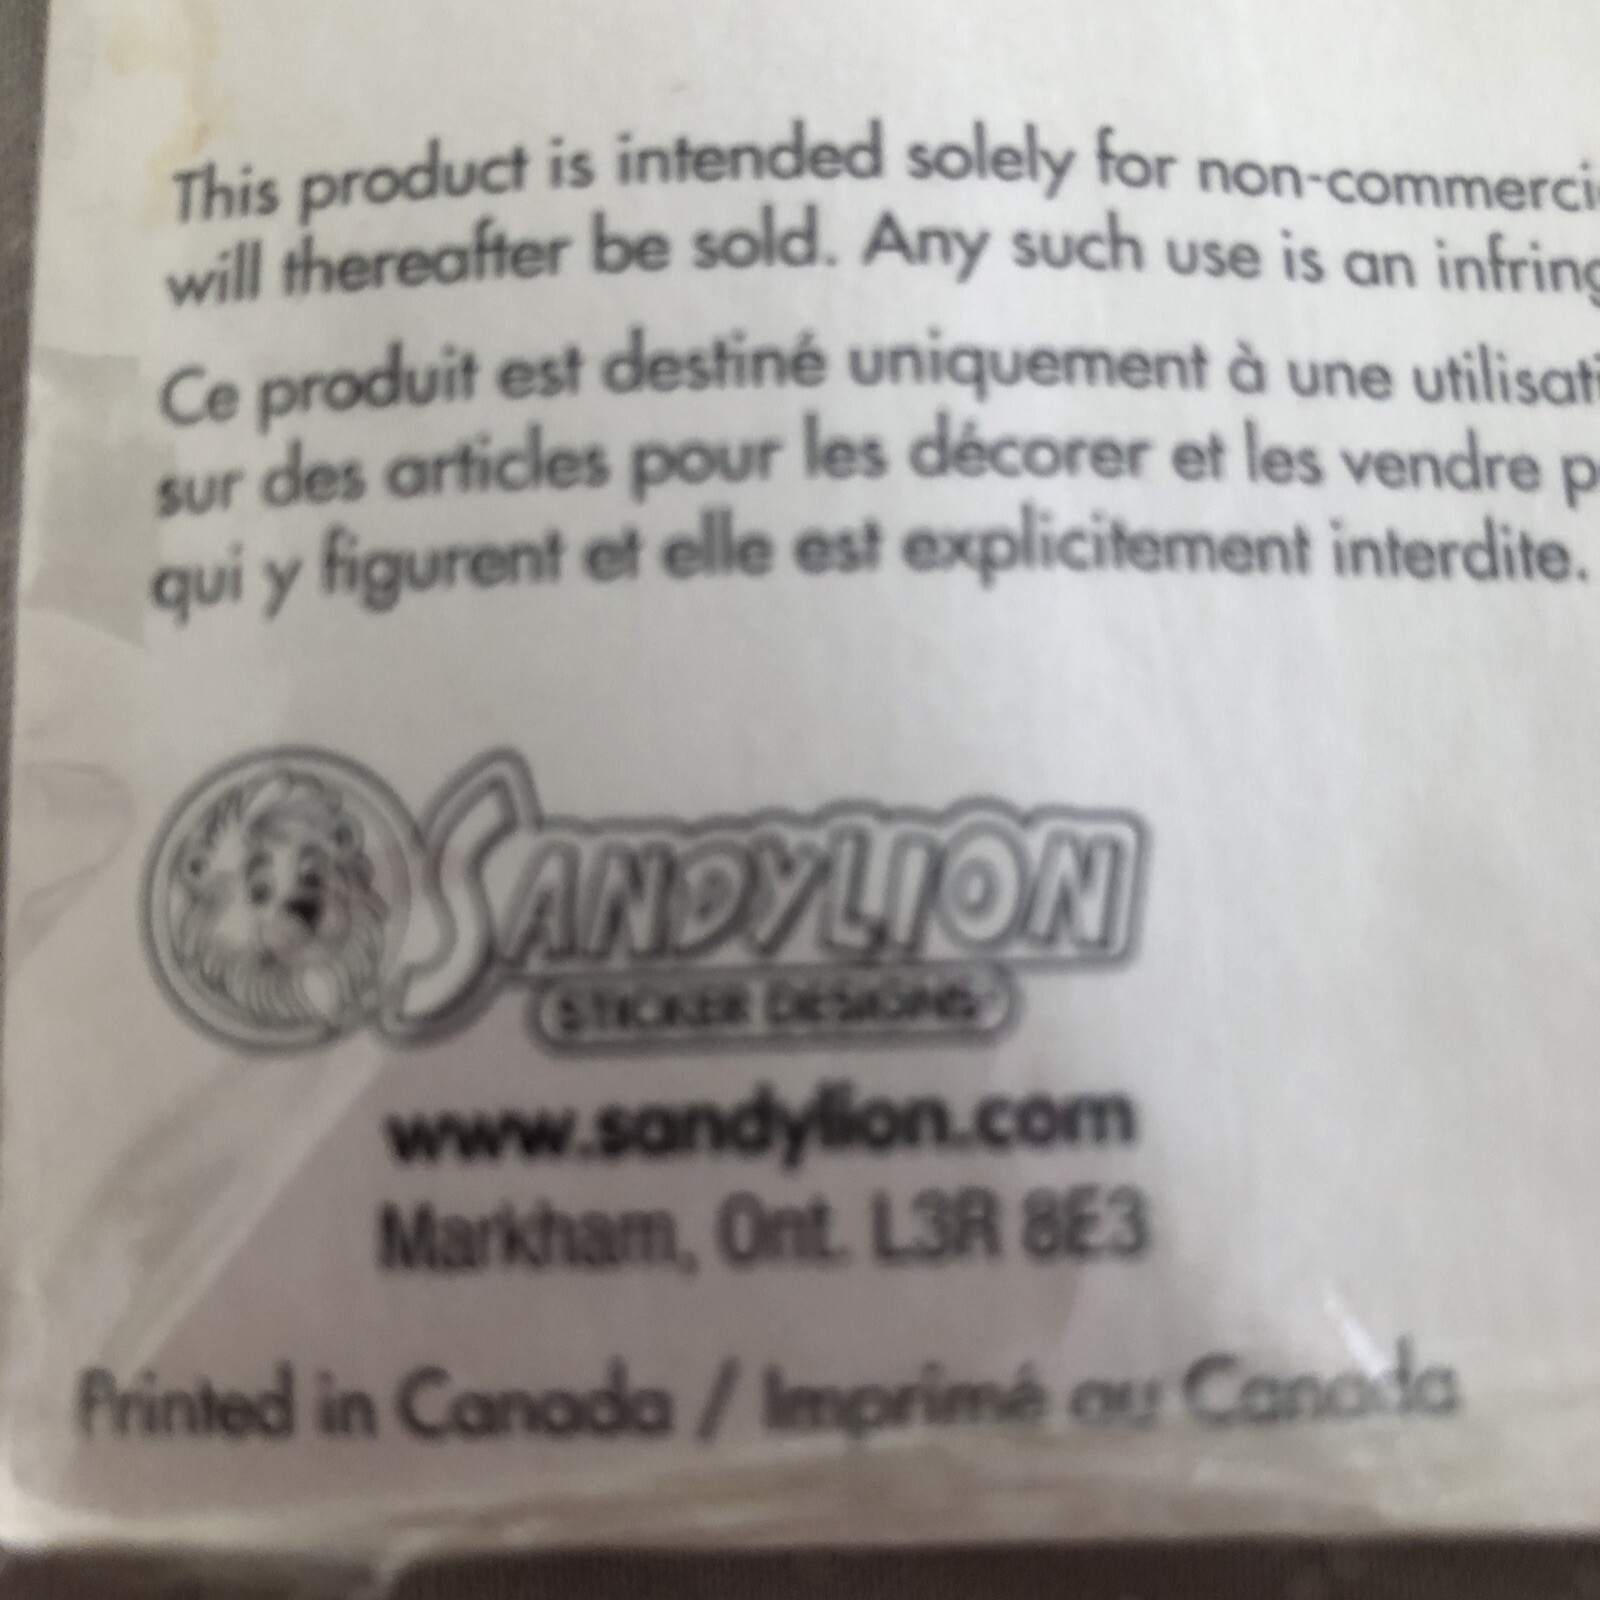 This product is intended solely for non-commerci
will thereafter be sold. Any such use is an infring
Ce produit est destiné uniquement à une utilisati
sur des articles pour les décorer et les vendre p
qui y figurent et elle est explicitement interdite.
SANDYLION
STICKER DESIGNS
www.sandylion.com
Markham, Ont. L3R 8E3
Printed in Canada / Imprimé au Canada